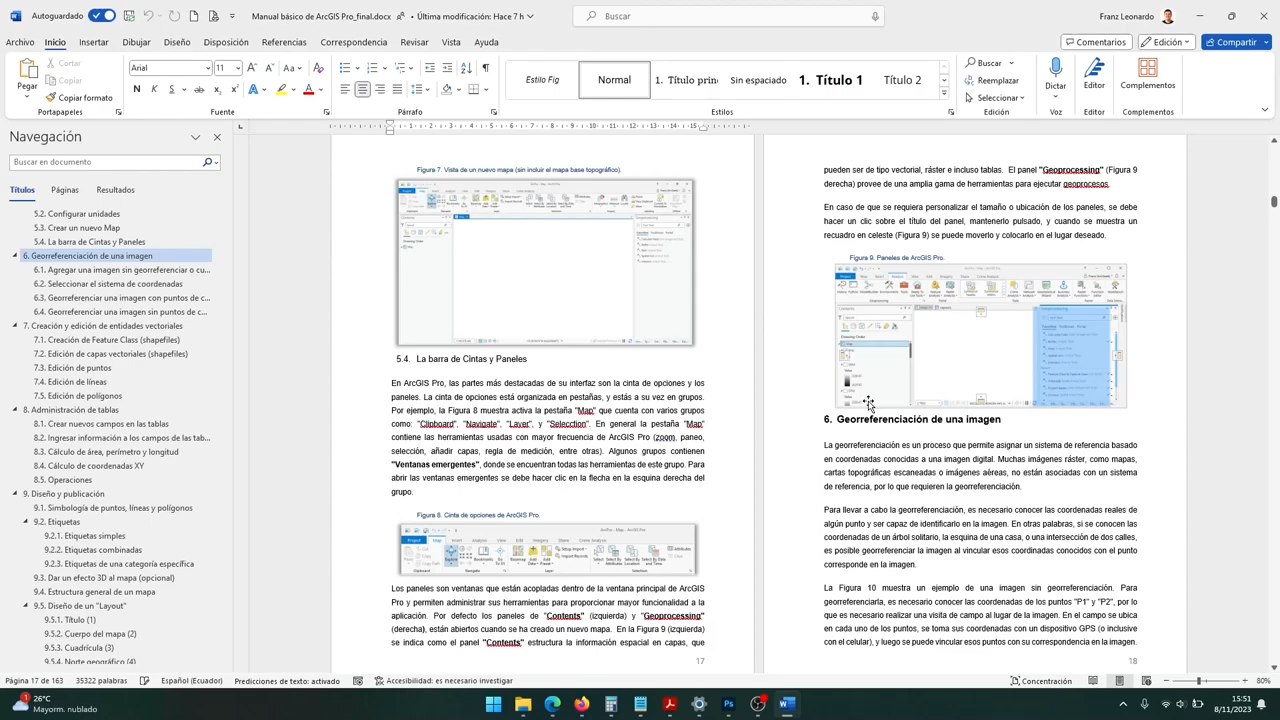 Autoguardado
Manual básico de ArcGIS Pro_final.docx
• Última modificación: Hace 7 h
Buscar
Franz Leonardo
Archivo Inicio Insertar Dibujar Diseño Disposición Referencias Correspondencia Revisar Vista Ayuda
Comentarios Edición Compartir
Pegar
Cortar
Copiar
Copiar formato
Portapapeles
Arial 11
Fuente
Párrafo
Estilo Fig
Normal
1. Título prin
Sin espaciado
1. Título 1
Título 2
Estilos
Buscar
Reemplazar
Seleccionar
Edición
Dictar
Voz
Editor
Editor
Complementos
Complementos
Navegación
Buscar en documento
Títulos Páginas Resultados
5.2. Configurar unidades
5.3. Crear un nuevo Map
5.4. La barra de Cintas y Paneles
6. Georreferenciación de una imagen
6.1. Agregar una imagen sin georreferenciar o cu...
6.2. Seleccionar el sistema de coordenadas
6.3. Georreferenciar una imagen con puntos de c...
6.4. Georreferenciar una imagen con puntos de c...
7. Creación y edición de entidades vectoriales
7.1. Creación de Feature Class (shapefiles)
7.2. Edición de capas vectoriales (shapefiles)
7.3. Edición de puntos
7.4. Edición de líneas
7.5. Edición de polígonos
8. Administración de tablas
8.1. Crear nuevos campos en las tablas
8.2. Ingresar información a los campos de las tab...
8.3. Cálculo de área, perímetro y longitud
8.4. Cálculo de coordenadas XY
8.5. Operaciones
9. Diseño y publicación
9.1. Simbología de puntos, líneas y polígonos
9.2. Etiquetas
9.2.1. Etiquetas simples
9.2.2. Etiquetas combinadas
9.2.3. Etiquetas de una categoría específica
9.3. Dar un efecto 3D al mapa (opcional)
9.4. Estructura general de un mapa
9.5. Diseño de un "Layout"
9.5.1. Título (1)
9.5.2. Cuerpo del mapa (2)
9.5.3. Cuadrícula (3)
9.5.4. Norte geográfico (4)
Figura 7. Vista de un nuevo mapa (sin incluir el mapa base topográfico).
5.4. La barra de Cintas y Paneles
En ArcGIS Pro, las partes más destacadas de su interfaz son la cinta de opciones y los
paneles. La cinta de opciones está organizada en pestañas, y estás a su vez en grupos.
Por ejemplo, la Figura 8 muestra activa la pestaña "Map" que cuenta con varios grupos
como: "Clipboard", "Navigate", "Layer", y "Selecction". En general la pestaña "Map"
contiene las herramientas usadas con mayor frecuencia de ArcGIS Pro (zoom, paneo,
selección, añadir capas, regla de medición, entre otras). Algunos grupos contienen
"Ventanas emergentes", donde se encuentran todas las herramientas de este grupo. Para
abrir las ventanas emergentes se debe hacer clic en la flecha en la esquina derecha del
grupo.
Figura 8. Cinta de opciones de ArcGIS Pro.
Los paneles son ventanas que están acopladas dentro de la ventana principal de ArcGIS
Pro y permiten administrar sus herramientas para proporcionar mayor funcionalidad a la
aplicación. Por defecto los paneles de "Contents" (izquierda) y "Geoprocessing"
(derecha), están abiertos cuando se ha creado un nuevo mapa. En la Figura 9 (izquierda)
se indica como el panel "Contents" estructura la información espacial en capas, que
17
pueden ser de tipo vectorial, ráster e incluso tablas. El panel "Geoprocessing" (Figura 9
derecha) provee de una amplia gama de herramientas para ejecutar geoprocesos.
En caso de que se requiera personalizar el tamaño o ubicación de los paneles, se debe
hacer un clic sobre el título del panel, mantenerlo pulsado, y cuando se muestra un
recuadro en celeste (Figura 9) se puede moverlo y colocarlo en el lugar deseado.
Figura 9. Paneles de ArcGIS Pro.
6. Georreferenciación de una imagen
La georreferenciación es un proceso que permite asignar un sistema de referencia basado
en coordenadas conocidas a una imagen digital. Muchas imágenes ráster, como mapas,
cartas topográficas escaneadas o imágenes aéreas, no están asociadas con un sistema
de referencia, por lo que requieren la georreferenciación.
Para llevar a cabo la georreferenciación, es necesario conocer las coordenadas reales de
algún punto y ser capaz de identificarlo en la imagen. En otras palabras, si se conocen las
coordenadas de un árbol solitario, la esquina de una casa, o una intersección de dos calles,
es posible georreferenciar la imagen al vincular esos coordenadas conocidos con el punto
corresponde en la imagen.
La Figura 10 muestra un ejemplo de una imagen sin georreferenciación. Para
georreferenciarla, es necesario conocer las coordenadas de los puntos "P1" y "P2", por lo
que es necesario realizar una visita de campo al lugar de la imagen. En el campo se ubica
en cada uno de los puntos, se toma sus coordenadas con un dispositivo GPS (o inclusive
con el celular), y luego se puede vincular esos puntos con su correspondencia en la imagen.
18
Página 17 de 163 35322 palabras Español (Ecuador) Predicciones de texto: activado Accesibilidad: es necesario investigar Concentración 80%
26°C
Mayorm. nublado
15:51
8/11/2023